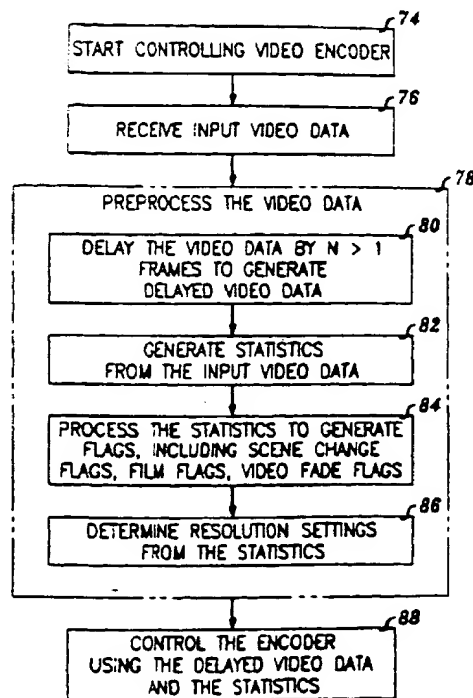 74
START CONTROLLING VIDEO ENCODER
76
RECEIVE INPUT VIDEO DATA
78
PREPROCESS THE VIDEO DATA
80
DELAY THE VIDEO DATA BY N > 1
FRAMES TO GENERATE
DELAYED VIDEO DATA
82
GENERATE STATISTICS
FROM THE INPUT VIDEO DATA
84
PROCESS THE STATISTICS TO GENERATE
FLAGS, INCLUDING SCENE CHANGE
FLAGS, FILM FLAGS, VIDEO FADE FLAGS
86
DETERMINE RESOLUTION SETTINGS
FROM THE STATISTICS
88
CONTROL THE ENCODER
USING THE DELAYED VIDEO DATA
AND THE STATISTICS